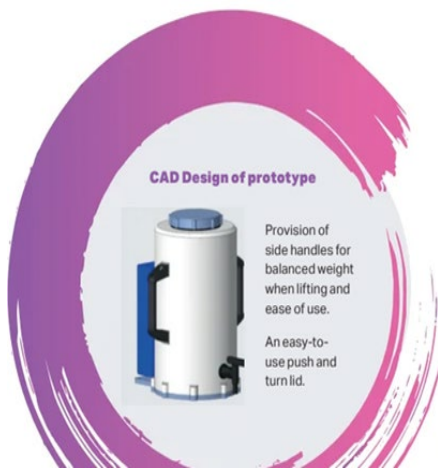 CAD Design of prototype
Provision of
side handles for
balanced weight
when lifting and
ease of use.
An easy-to-
use push and
turn lid.